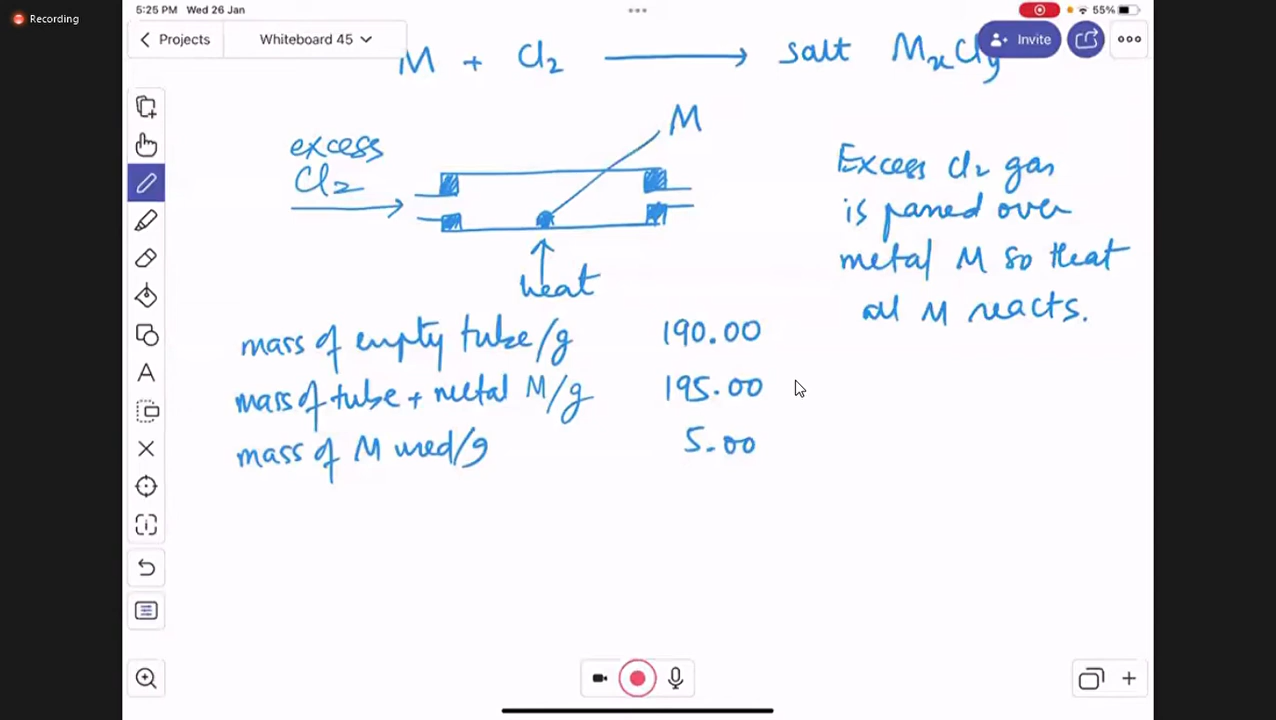 Recording
5:25 PM Wed 26 Jan
55%
Projects
Whiteboard 45
Invite
M + Cl2 → salt MxCly
M
excess
Cl2
heat
Excess Cl2 gas
is passed over
metal M so that
all M reacts.
mass of empty tube/g 190.00
mass of tube + metal M/g 195.00
mass of M used/g 5.00
A